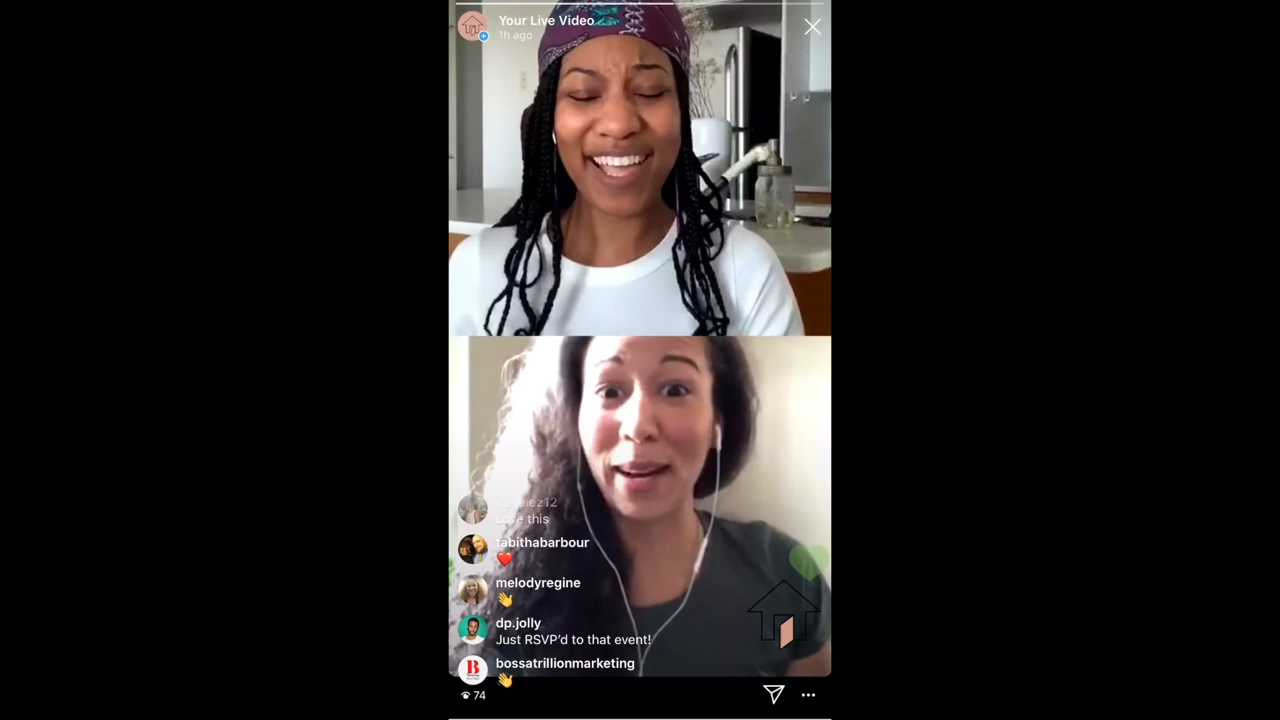 Your Live Video
1h ago
Love this
tabithabarbour
❤️
melodyregine
👋
dp.jolly
Just RSVP'd to that event!
B
bossatrillionmarketing
👋
74